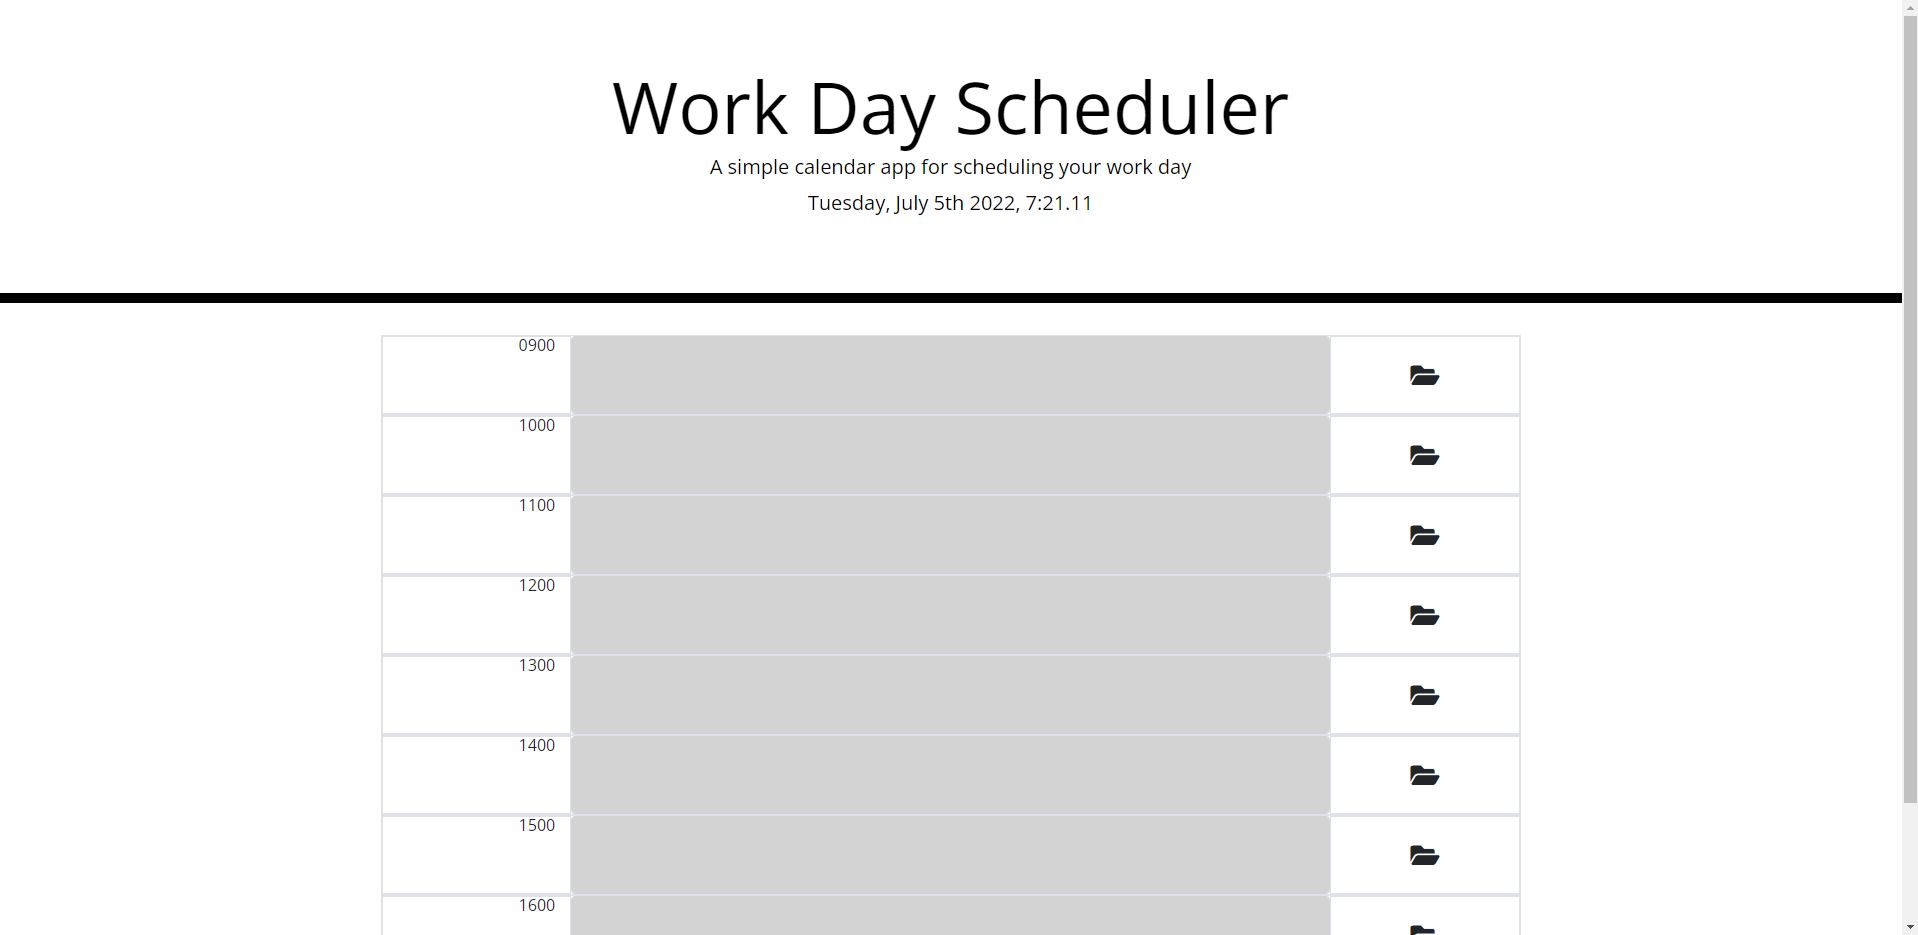 Work Day Scheduler
A simple calendar app for scheduling your work day
Tuesday, July 5th 2022, 7:21.11
0900
1000
1100
1200
1300
1400
1500
1600